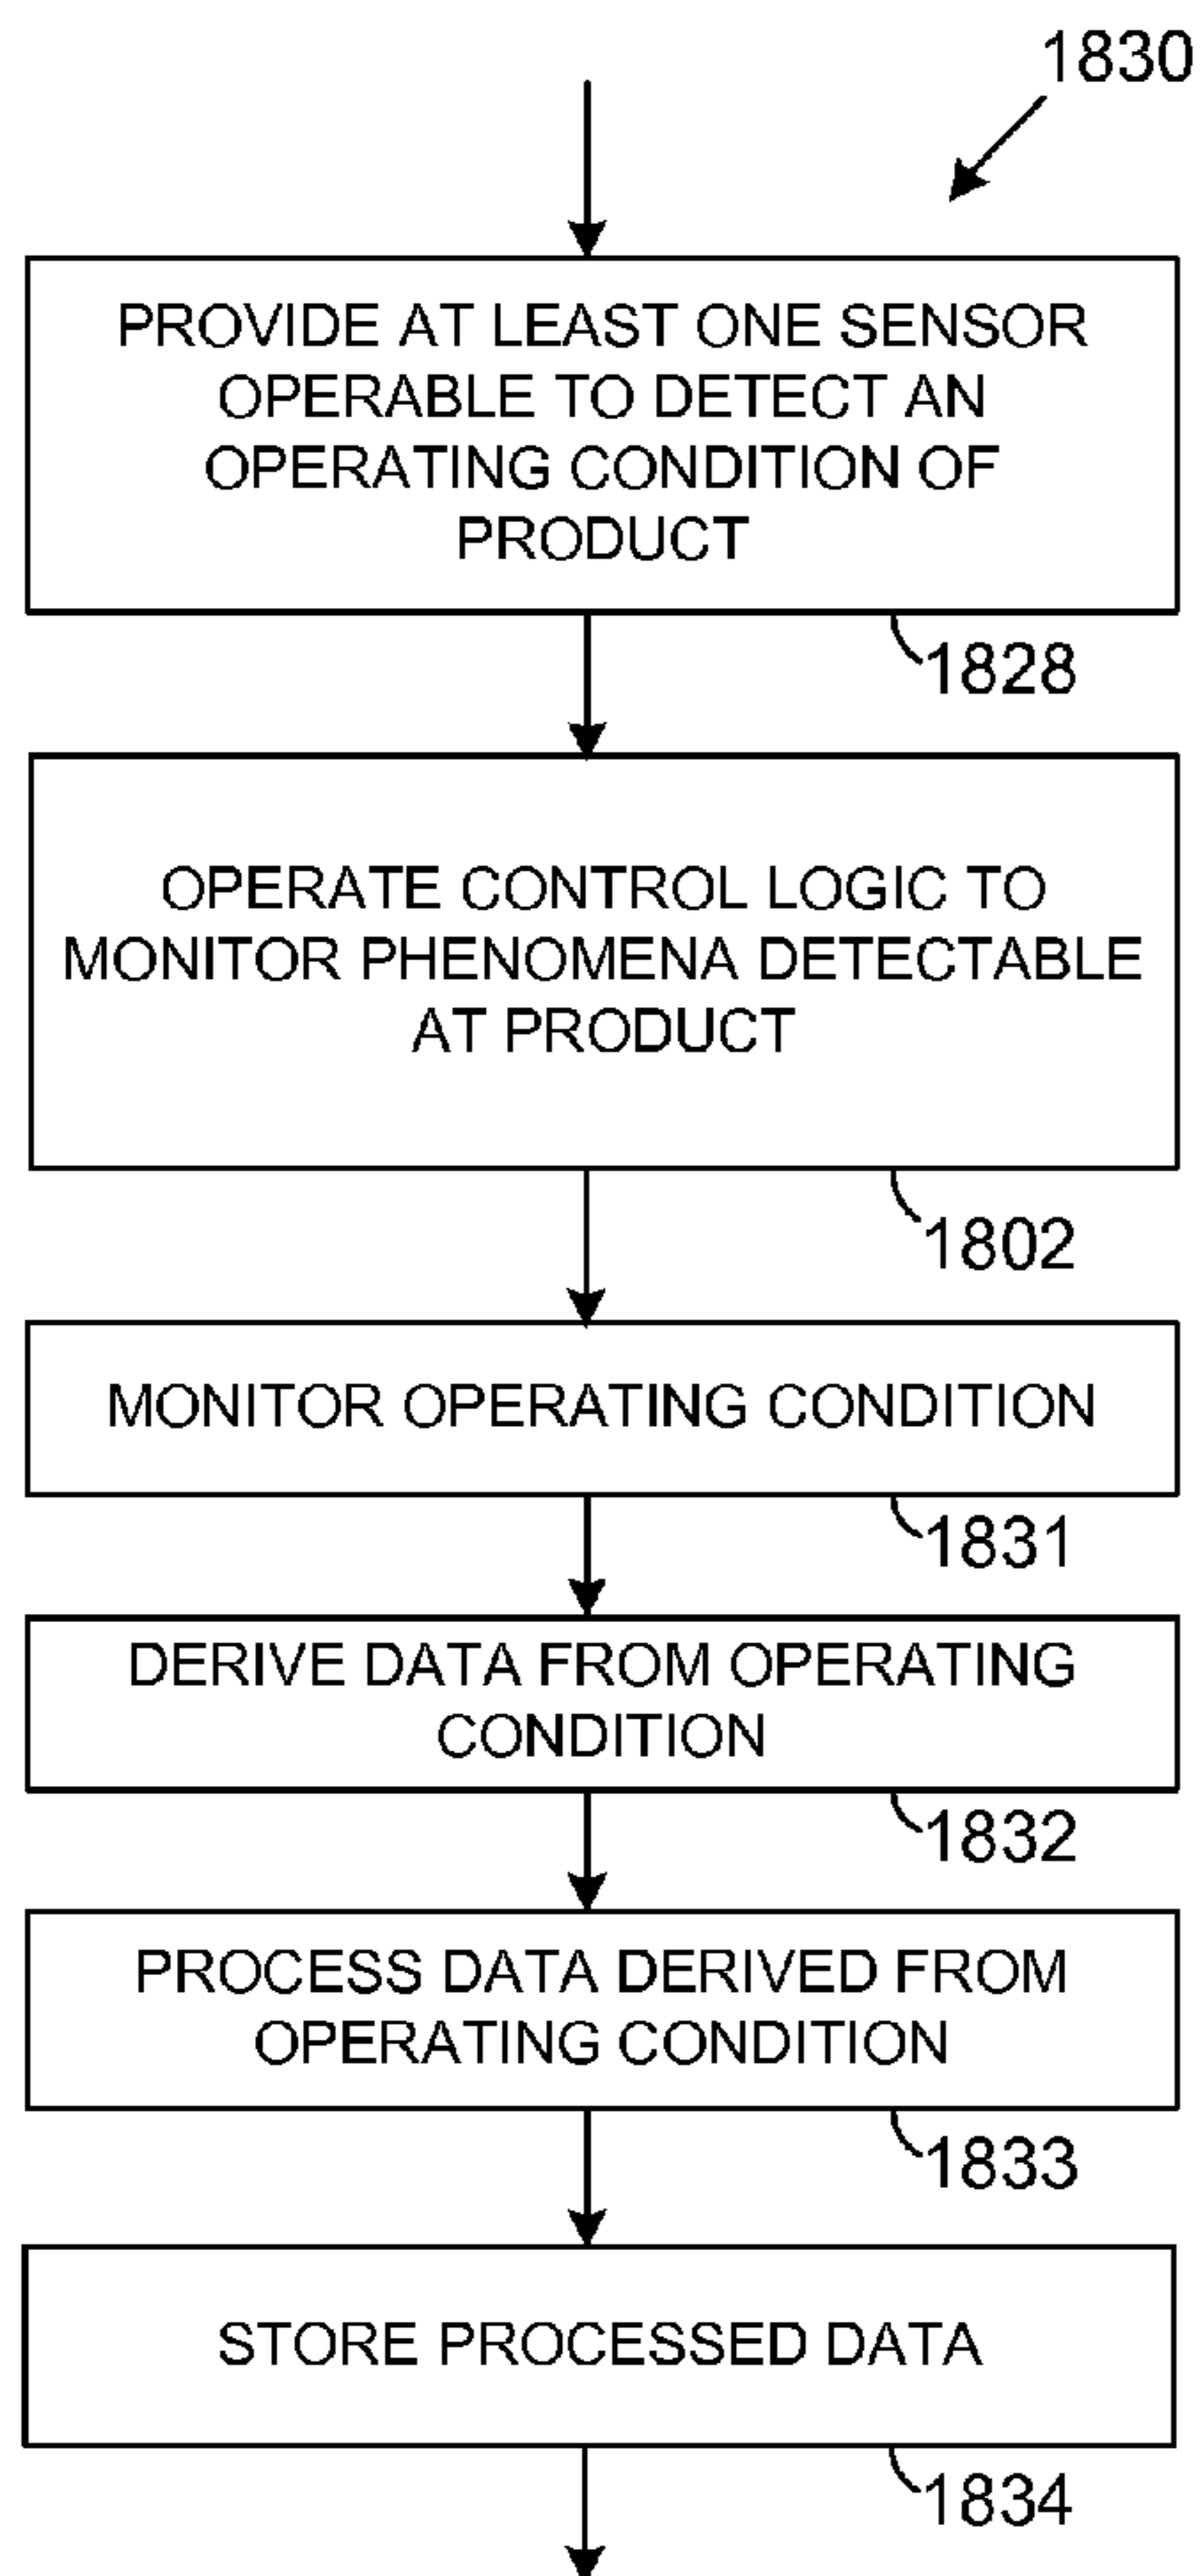 1830
PROVIDE AT LEAST ONE SENSOR
OPERABLE TO DETECT AN
OPERATING CONDITION OF
PRODUCT
1828
OPERATE CONTROL LOGIC TO
MONITOR PHENOMENA DETECTABLE
AT PRODUCT
1802
MONITOR OPERATING CONDITION
1831
DERIVE DATA FROM OPERATING
CONDITION
1832
PROCESS DATA DERIVED FROM
OPERATING CONDITION
1833
STORE PROCESSED DATA
1834